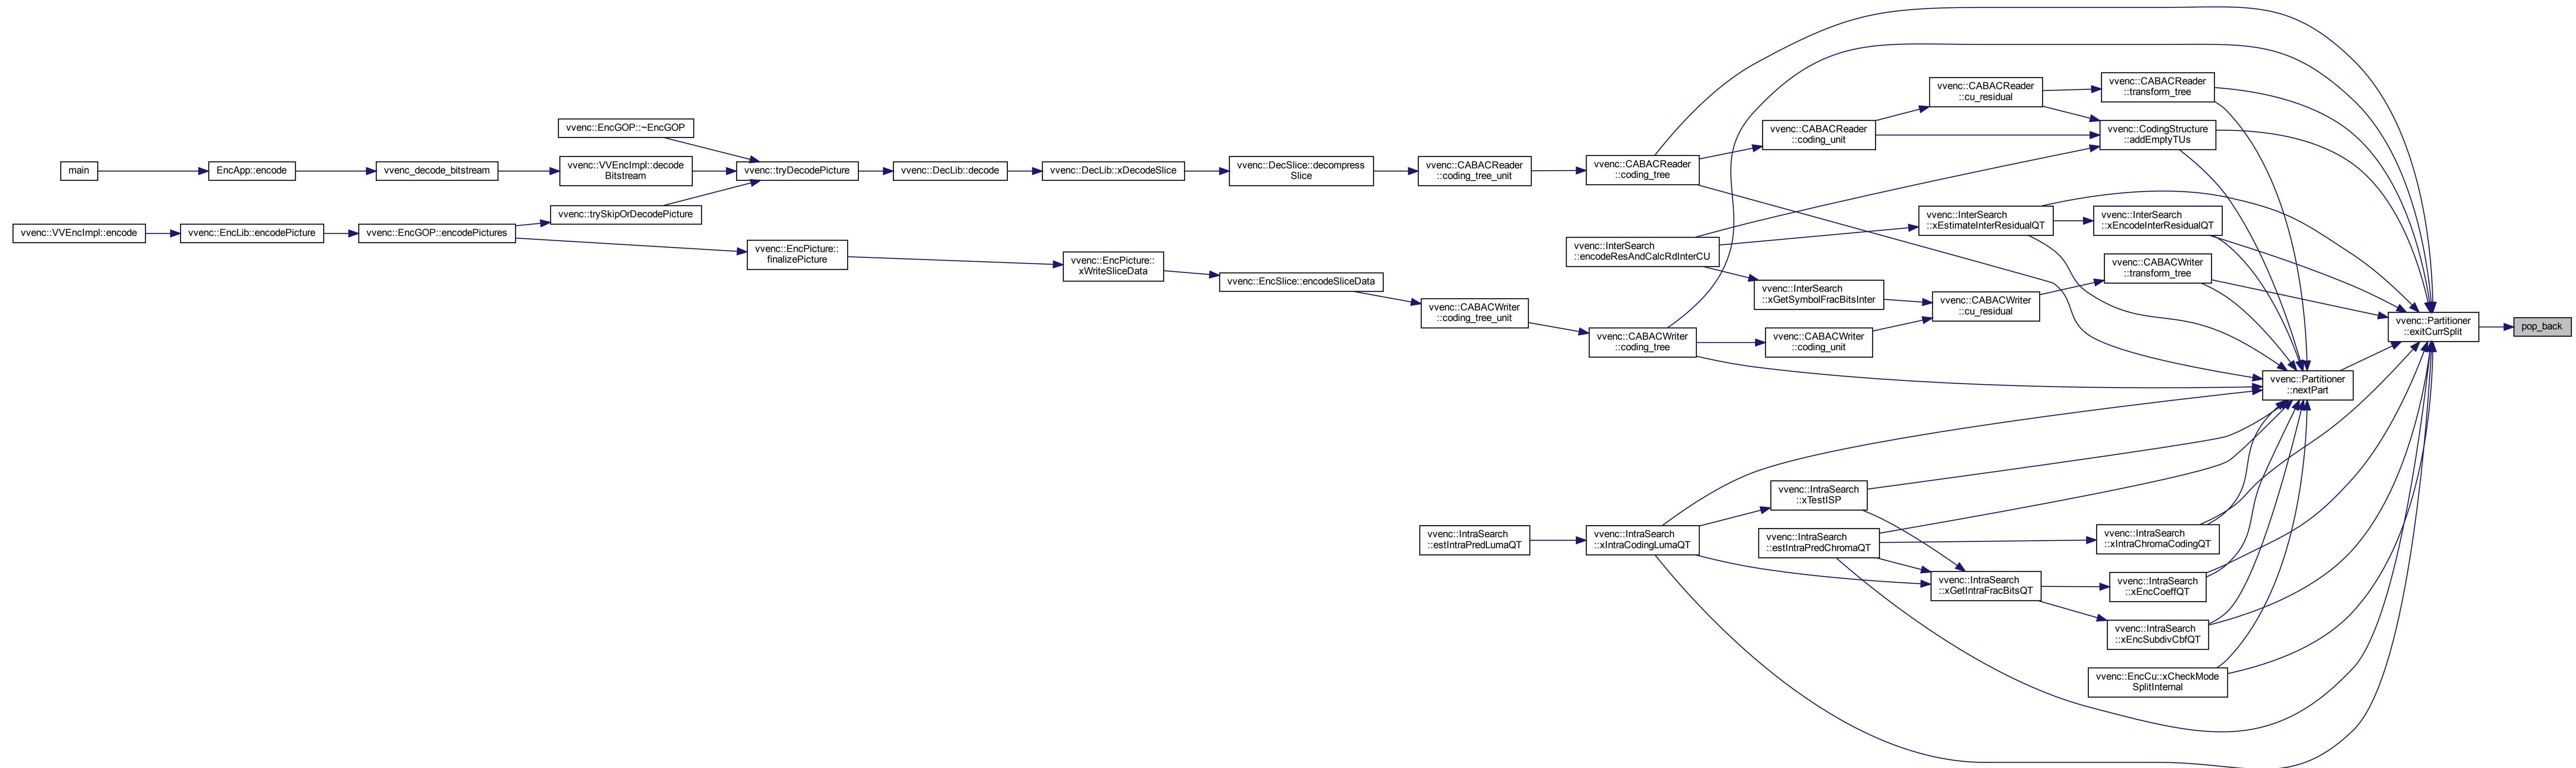 main
EncApp::encode
vvenc_decode_bitstream
vvenc::EncGOP::~EncGOP
vvenc::VVEncImpl::decode
Bitstream
vvenc::trySkipOrDecodePicture
vvenc::tryDecodePicture
vvenc::DecLib::decode
vvenc::DecLib::xDecodeSlice
vvenc::DecSlice::decompress
Slice
vvenc::CABACReader
::coding_tree_unit
vvenc::CABACReader
::coding_tree
vvenc::CABACReader
::coding_unit
vvenc::CABACReader
::cu_residual
vvenc::CABACReader
::transform_tree
vvenc::CodingStructure
::addEmptyTUs
vvenc::VVEncImpl::encode
vvenc::EncLib::encodePicture
vvenc::EncGOP::encodePictures
vvenc::EncPicture::
finalizePicture
vvenc::EncPicture::
xWriteSliceData
vvenc::EncSlice::encodeSliceData
vvenc::CABACWriter
::coding_tree_unit
vvenc::CABACWriter
::coding_tree
vvenc::InterSearch
::encodeResAndCalcRdInterCU
vvenc::InterSearch
::xEstimateInterResidualQT
vvenc::InterSearch
::xEncodeInterResidualQT
vvenc::InterSearch
::xGetSymbolFracBitsInter
vvenc::CABACWriter
::coding_unit
vvenc::CABACWriter
::cu_residual
vvenc::CABACWriter
::transform_tree
vvenc::Partitioner
::exitCurrSplit
pop_back
vvenc::Partitioner
::nextPart
vvenc::IntraSearch
::estIntraPredLumaQT
vvenc::IntraSearch
::xIntraCodingLumaQT
vvenc::IntraSearch
::xTestISP
vvenc::IntraSearch
::estIntraPredChromaQT
vvenc::IntraSearch
::xGetIntraFracBitsQT
vvenc::IntraSearch
::xIntraChromaCodingQT
vvenc::IntraSearch
::xEncCoeffQT
vvenc::IntraSearch
::xEncSubdivCbfQT
vvenc::EncCu::xCheckMode
SplitInternal